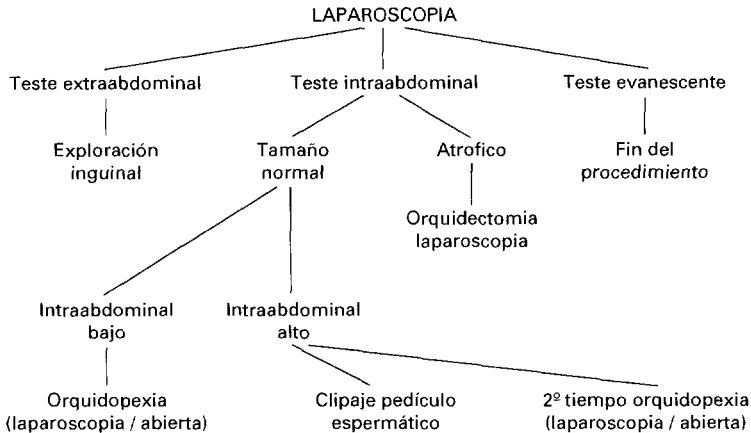 LAPAROSCOPIA
Teste extraabdominal
Teste intraabdominal
Teste evanescente
Exploración
inguinal
Tamaño
normal
Atrofico
Fin del
procedimiento
Orquidectomia
laparoscopia
Intraabdominal
bajo
Intraabdominal
alto
Orquidopexia
(laparoscopia / abierta)
Clipaje pedículo
espermático
2º tiempo orquidopexia
(laparoscopia / abierta)